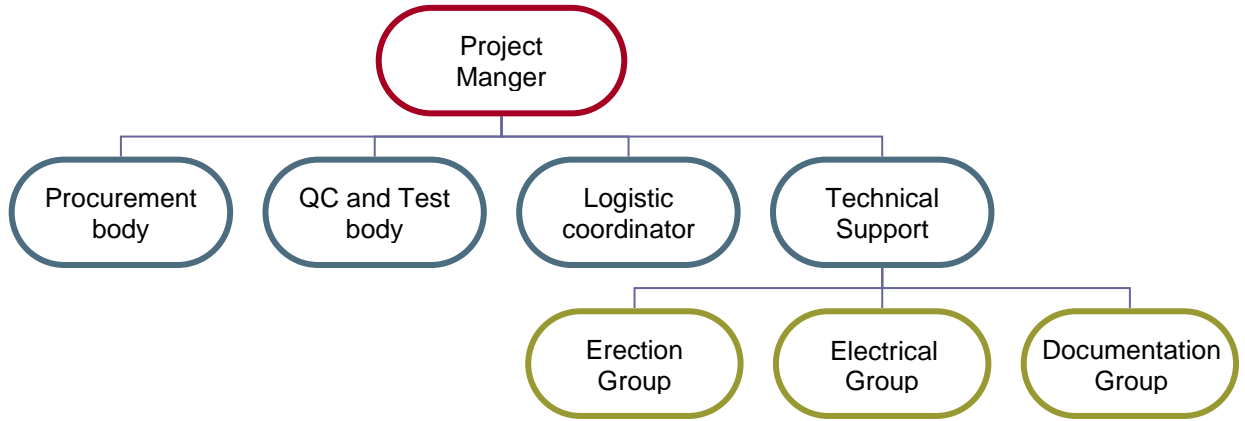 Project
Manger
Procurement
body
QC and Test
body
Logistic
coordinator
Technical
Support
Erection
Group
Electrical
Group
Documentation
Group